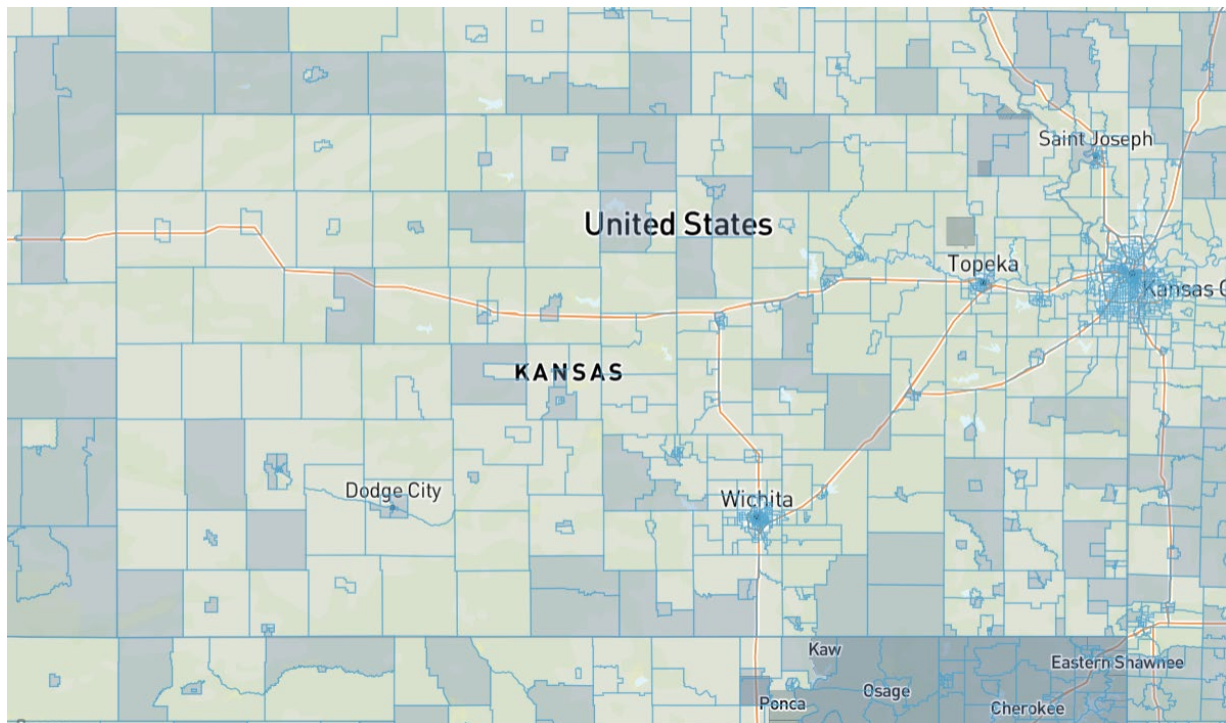 Saint Joseph
United States
Topeka
Kansas C
KANSAS
Dodge City
Wichita
Kaw
Eastern Shawnee
Osage
Ponca
Cherokee